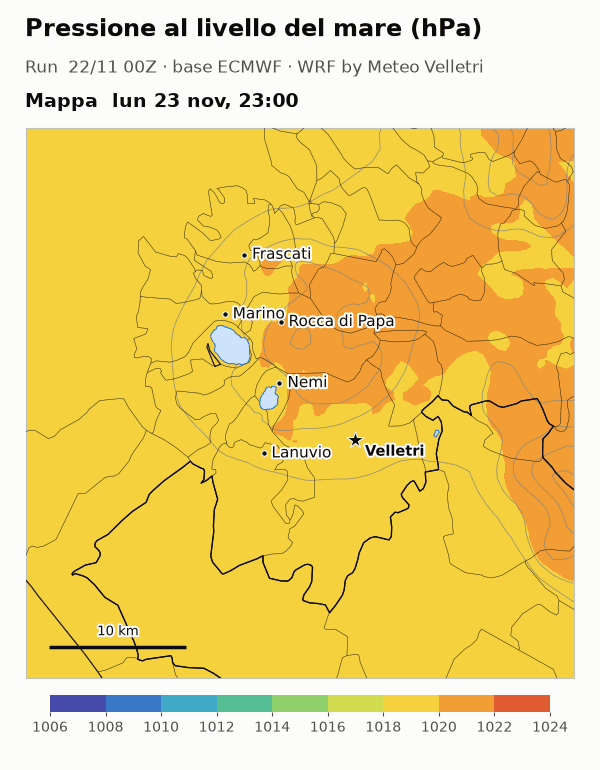 Pressione al livello del mare (hPa)
Run  22/11 00Z · base ECMWF · WRF by Meteo Velletri
Mappa  lun 23 nov, 23:00
Frascati
Marino
Rocca di Papa
Nemi
Velletri
Lanuvio
10 km
1006 1008 1010 1012 1014 1016 1018 1020 1022 1024